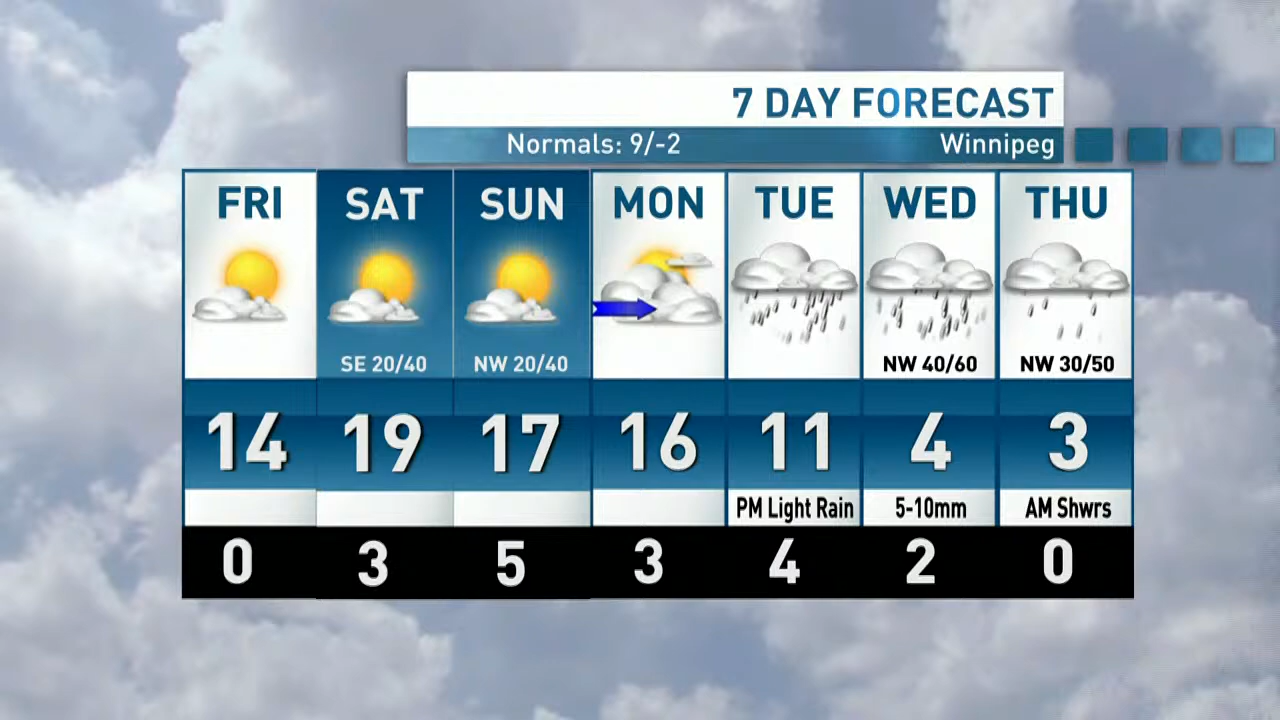 7 DAY FORECAST
Normals: 9/-2 Winnipeg
FRI SAT SUN MON TUE WED THU
SE 20/40 NW 20/40 NW 40/60 NW 30/50
14 19 17 16 11 4 3
PM Light Rain 5-10mm AM Shwrs
0 3 5 3 4 2 0